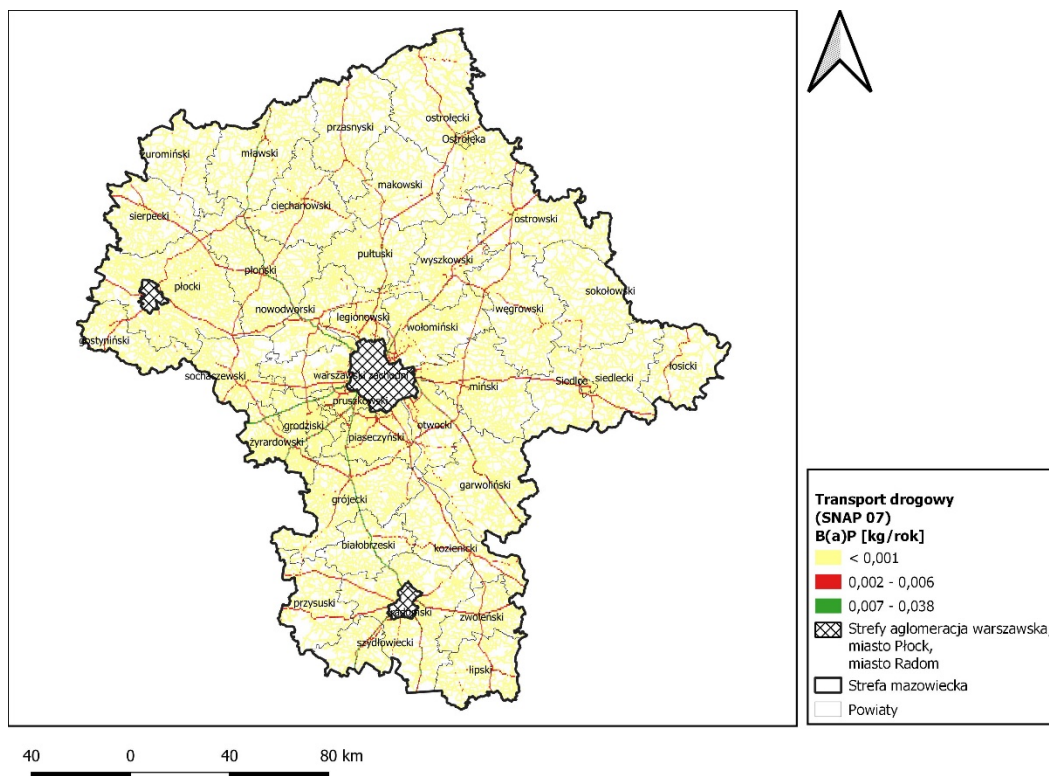 ostrołęcki
Ostrołęka
przasnyski
żuromiński
mławski
makowski
ciechanowski
sierpecki
ostrowski
pułtuski
wyszkowski
płoński
sokołowski
płocki
nowodworski
węgrowski
legionowski
wołomiński
gostyniński
łosicki
sochaczewski
warszawski zachodni
Siedlce
siedlecki
miński
pruszkowski
grodziski
otwocki
piaseczyński
żyrardowski
garwoliński
grójecki
białobrzeski
kozienicki
przysuski
radomski
zwoleński
szydłowiecki
lipski
Transport drogowy
(SNAP 07)
B(a)P [kg/rok]
< 0,001
0,002 - 0,006
0,007 - 0,038
Strefy aglomeracja warszawska,
miasto Płock,
miasto Radom
Strefa mazowiecka
Powiaty
40 0 40 80 km